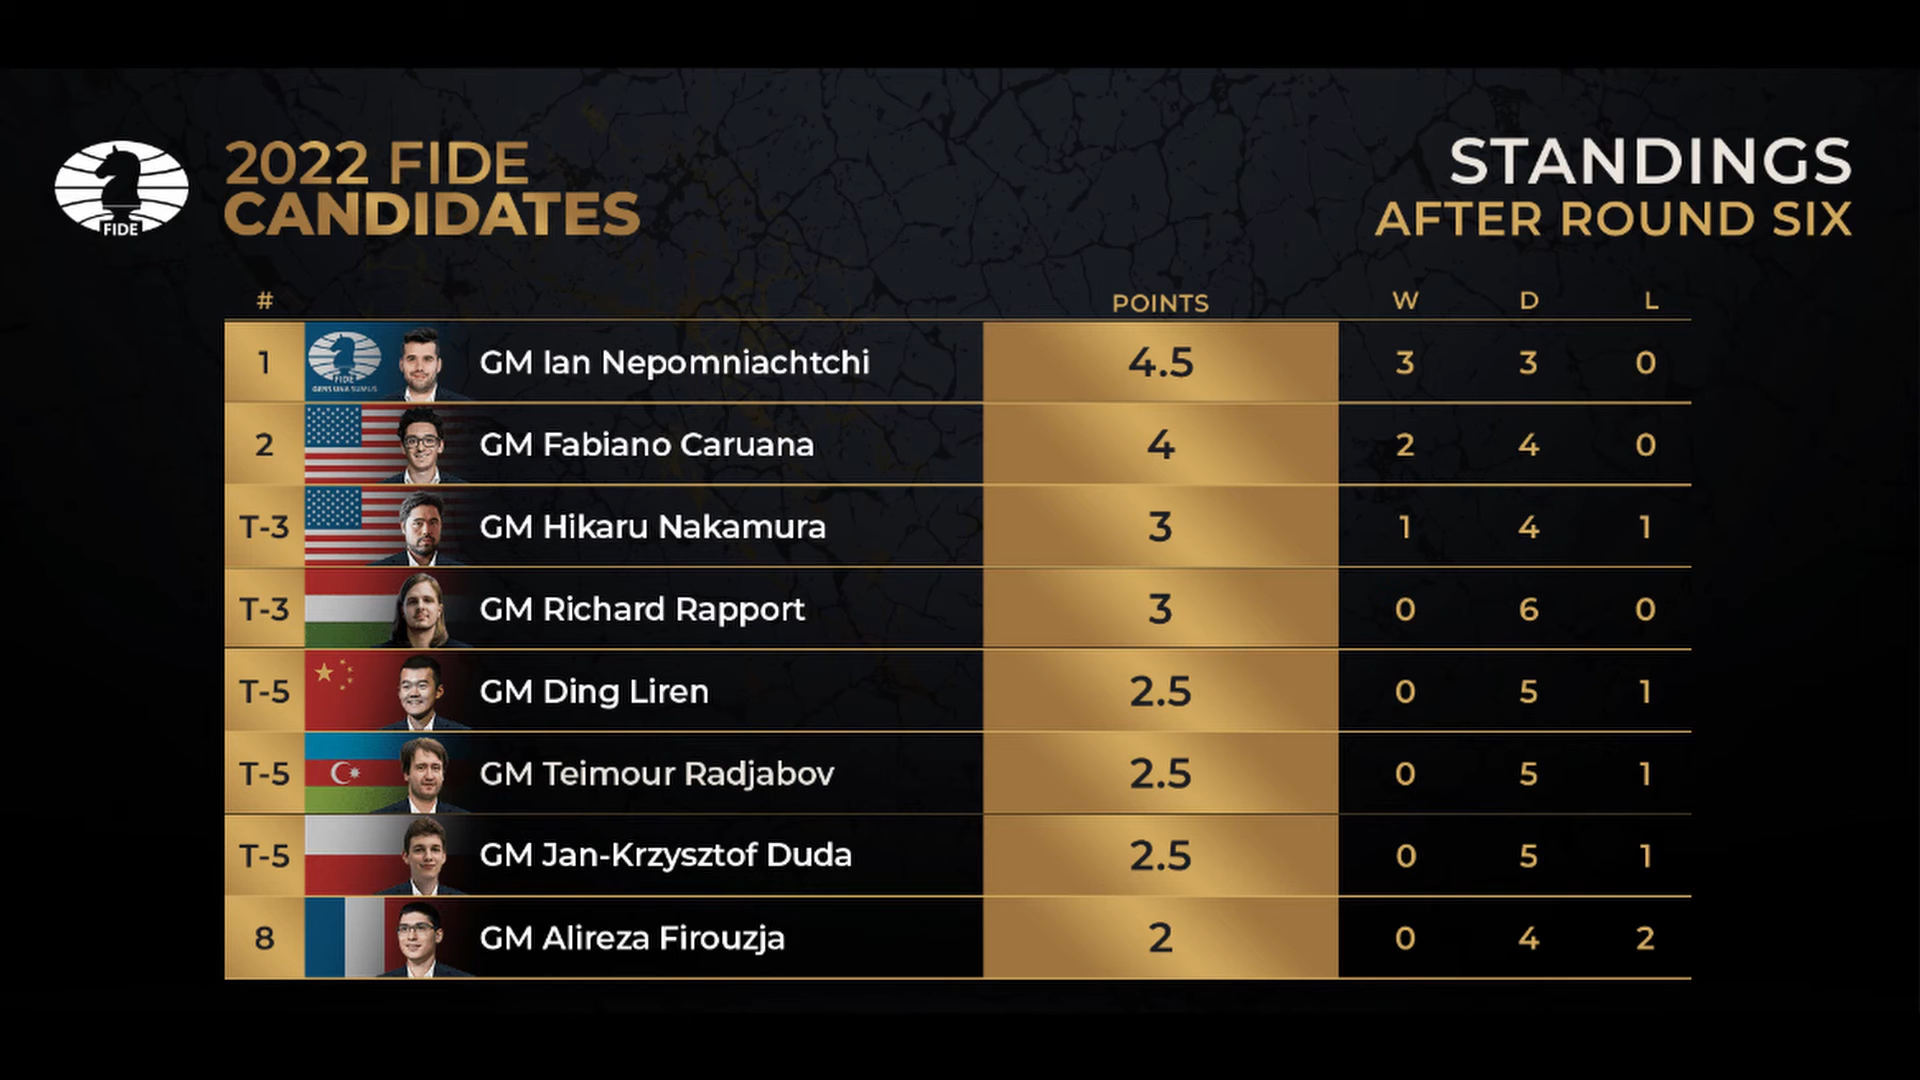 FIDE
2022 FIDE
CANDIDATES
STANDINGS
AFTER ROUND SIX
# POINTS W D L
1 FIDE GENS UNA SUMUS GM Ian Nepomniachtchi 4.5 3 3 0
2 GM Fabiano Caruana 4 2 4 0
T-3 GM Hikaru Nakamura 3 1 4 1
T-3 GM Richard Rapport 3 0 6 0
T-5 GM Ding Liren 2.5 0 5 1
T-5 GM Teimour Radjabov 2.5 0 5 1
T-5 GM Jan-Krzysztof Duda 2.5 0 5 1
8 GM Alireza Firouzja 2 0 4 2